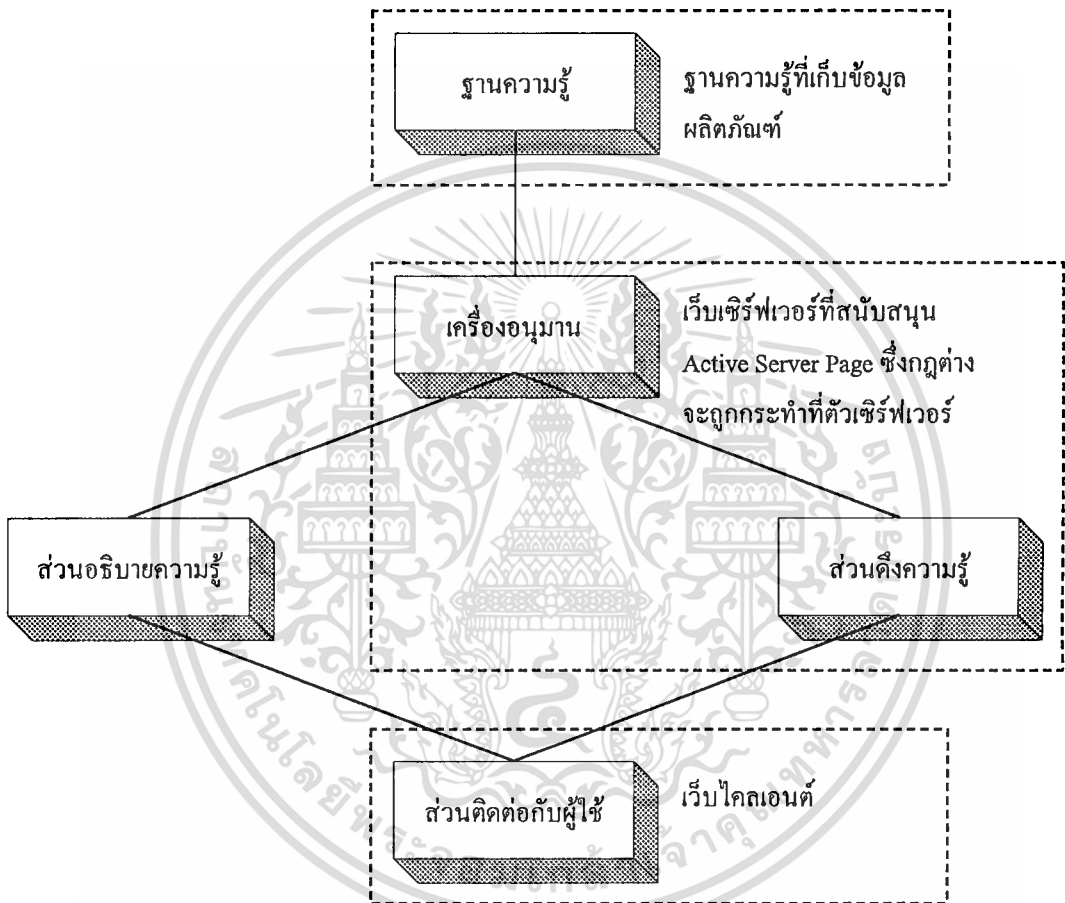 ฐานความรู้
ฐานความรู้ที่เก็บข้อมูล
ผลิตภัณฑ์
เครื่องอนุมาน
เว็บเซิร์ฟเวอร์ที่สนับสนุน
Active Server Page ซึ่งกฎต่าง
จะถูกกระทำที่ตัวเซิร์ฟเวอร์
ส่วนอธิบายความรู้
ส่วนดึงความรู้
ส่วนติดต่อกับผู้ใช้
เว็บไคลเอนต์